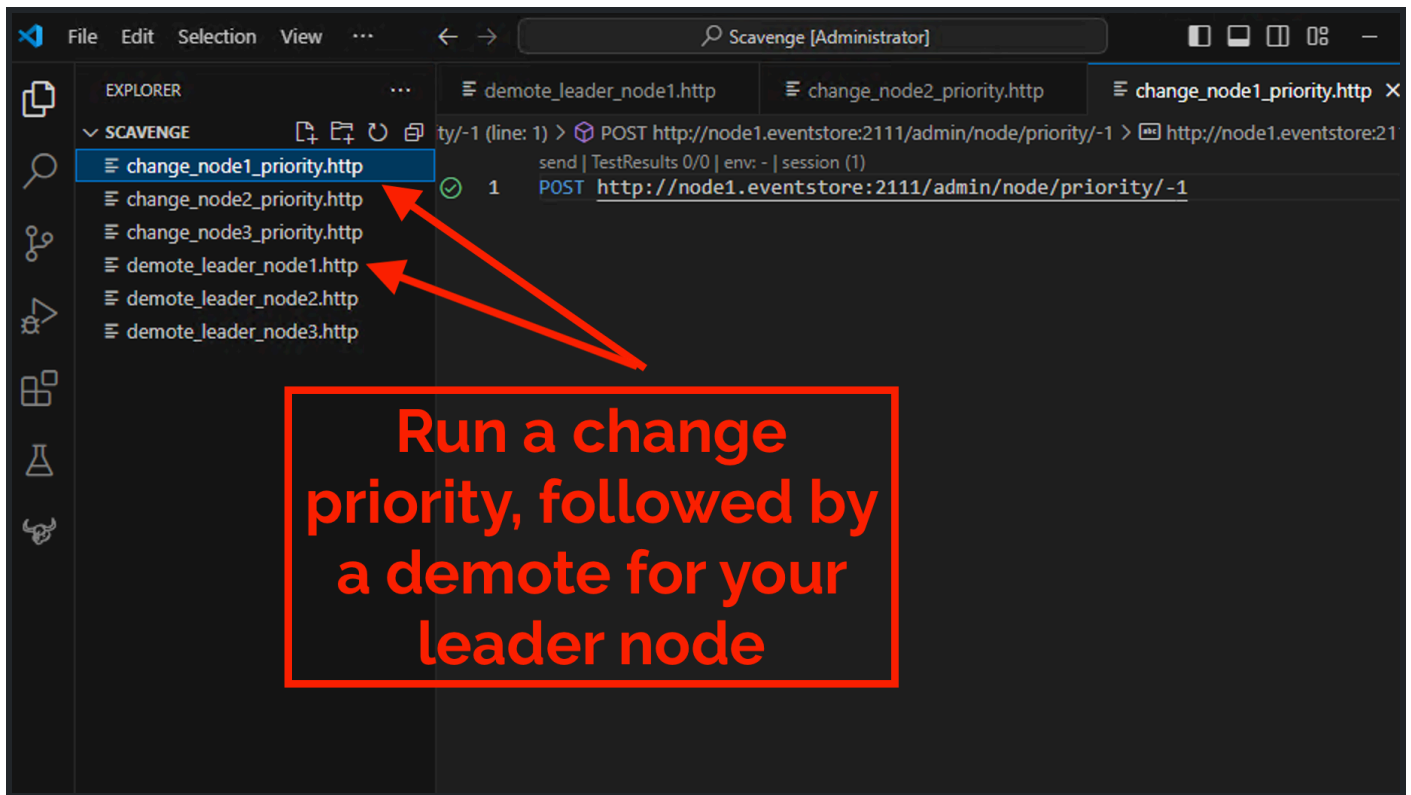 File Edit Selection View ··· ← → Scavenge [Administrator]
EXPLORER ···
demote_leader_node1.http change_node2_priority.http change_node1_priority.http ×
SCAVENGE
ty/-1 (line: 1) > POST http://node1.eventstore:2111/admin/node/priority/-1 > abc http://node1.eventstore:21
change_node1_priority.http
change_node2_priority.http
change_node3_priority.http
demote_leader_node1.http
demote_leader_node2.http
demote_leader_node3.http
send | TestResults 0/0 | env: - | session (1)
1 POST http://node1.eventstore:2111/admin/node/priority/-1
Run a change
priority, followed by
a demote for your
leader node